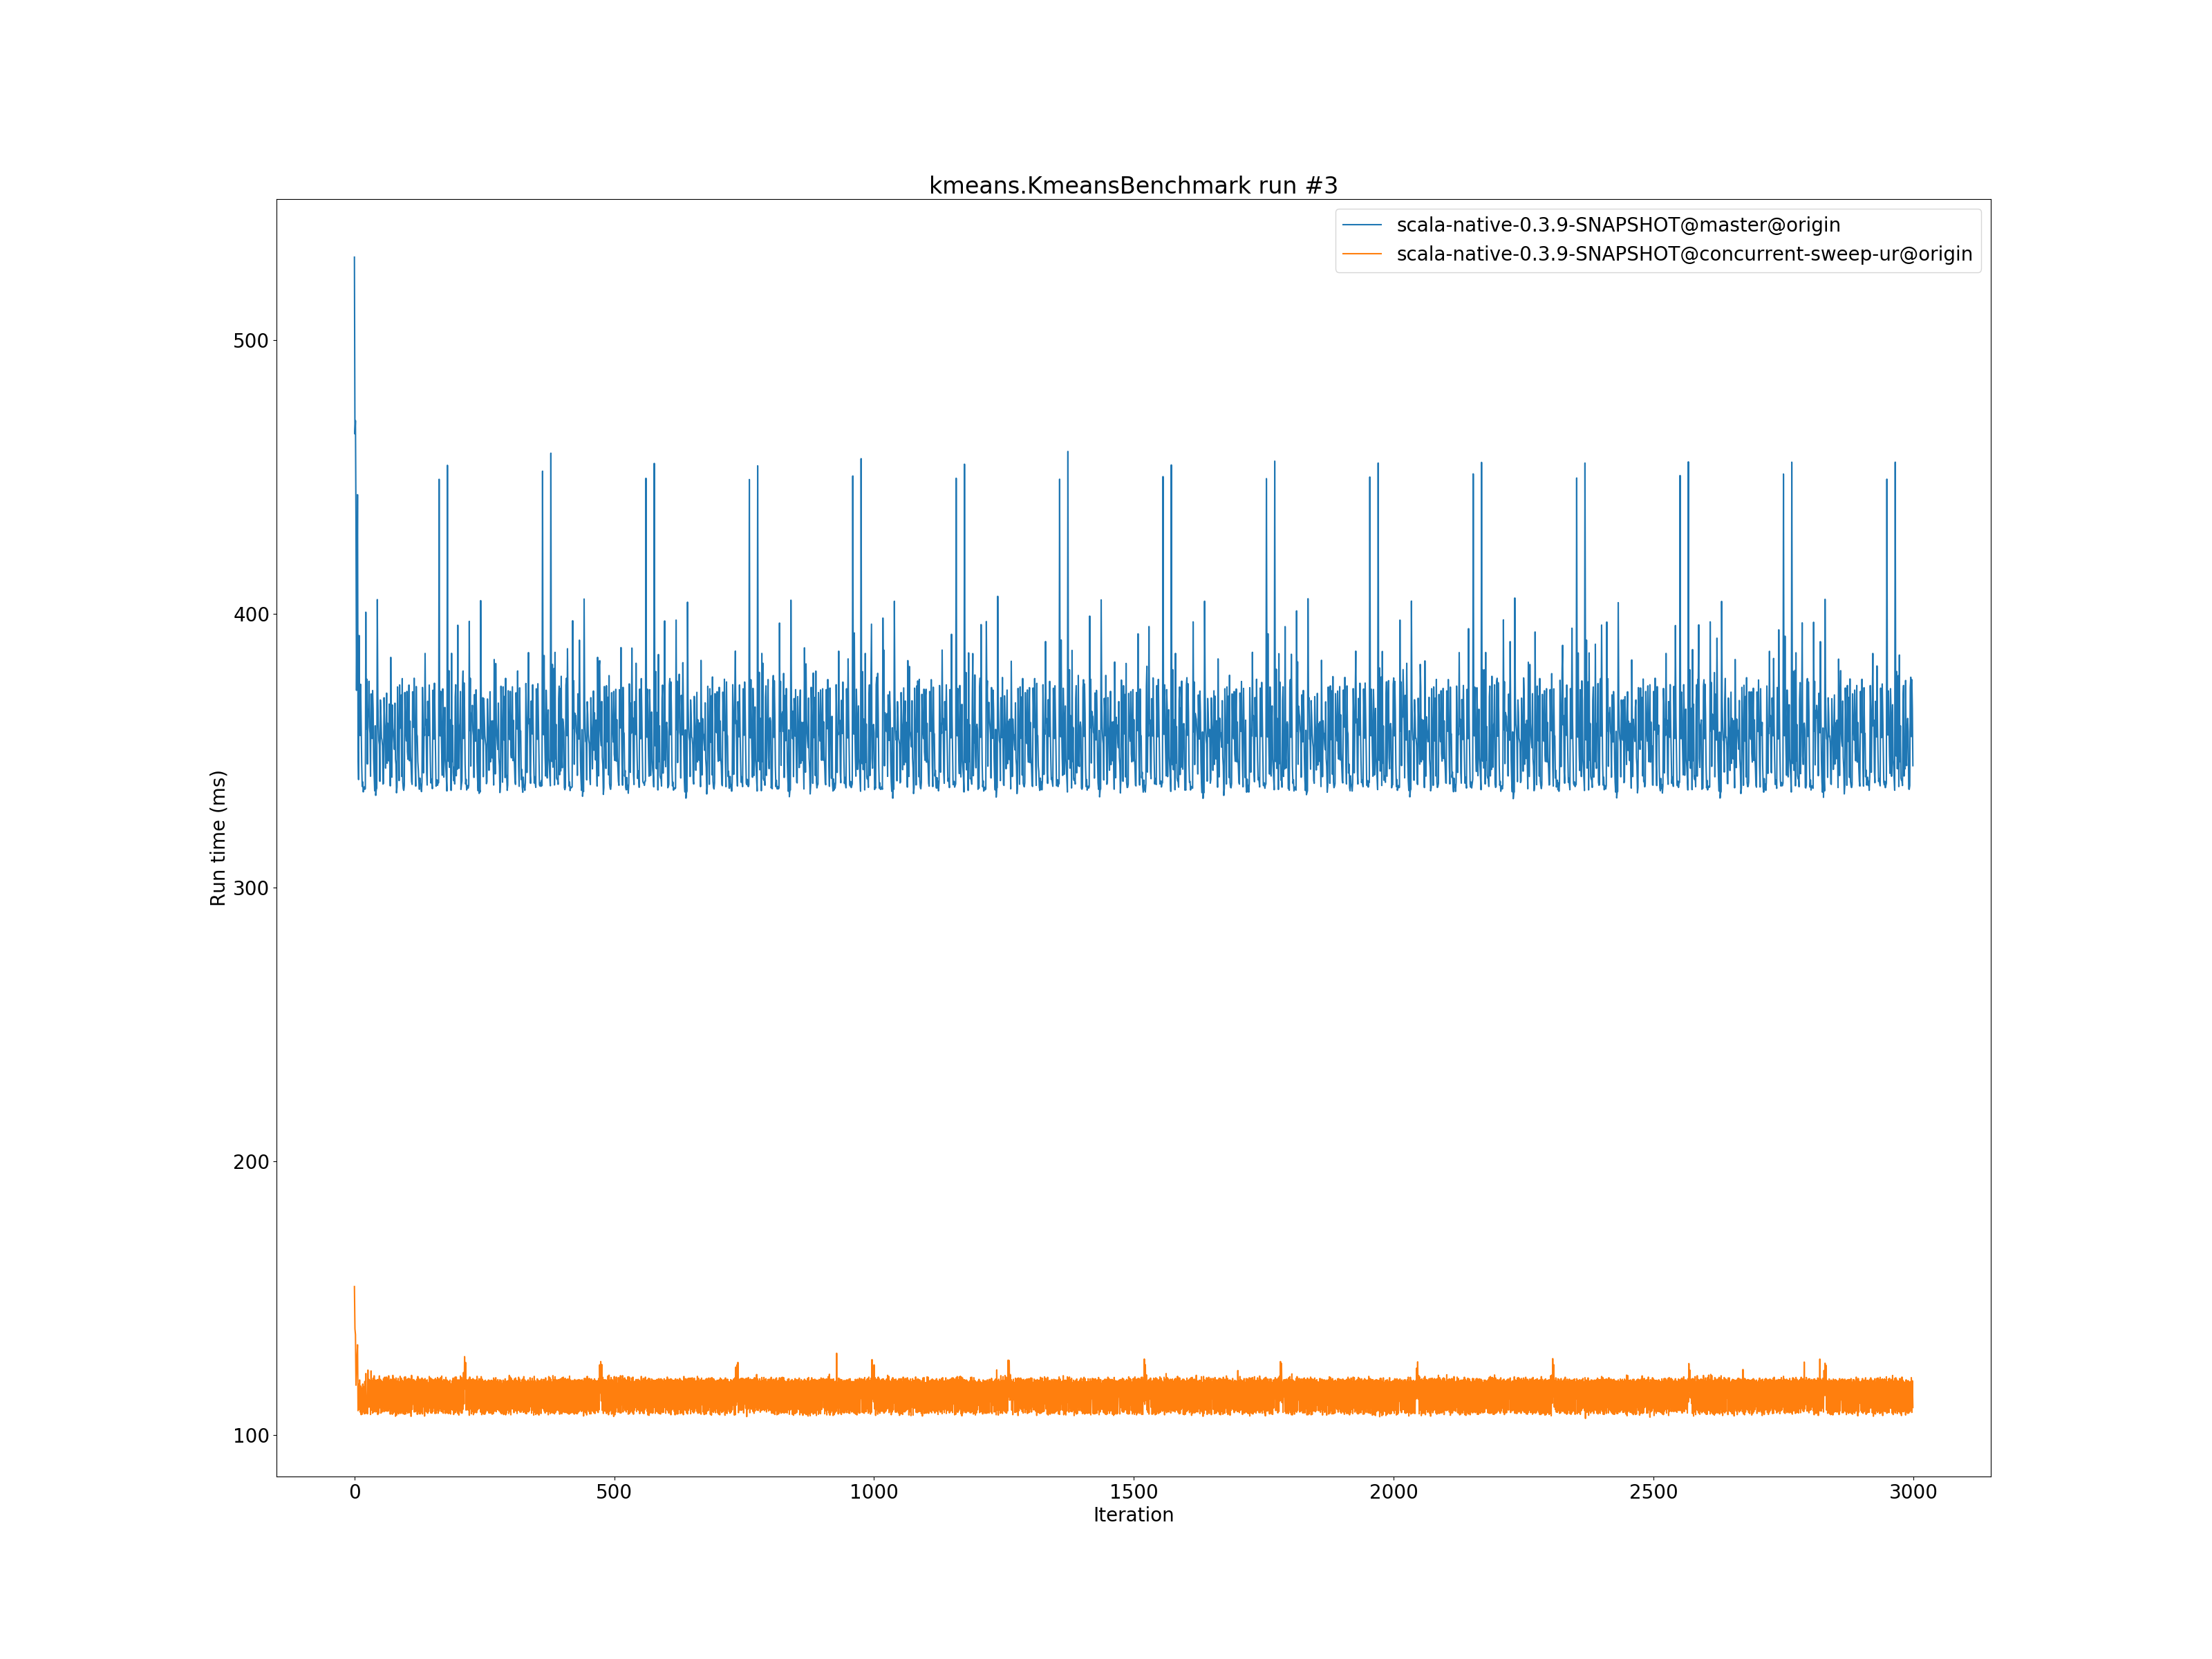 kmeans.KmeansBenchmark run #3
scala-native-0.3.9-SNAPSHOT@master@origin
scala-native-0.3.9-SNAPSHOT@concurrent-sweep-ur@origin
Run time (ms)
500
400
300
200
100
0 500 1000 1500 2000 2500 3000
Iteration